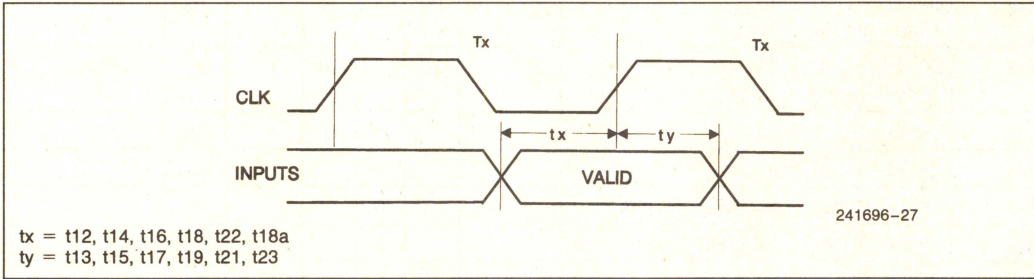 Tx Tx
CLK
tx ty
INPUTS VALID
241696-27
tx = t12, t14, t16, t18, t22, t18a
ty = t13, t15, t17, t19, t21, t23